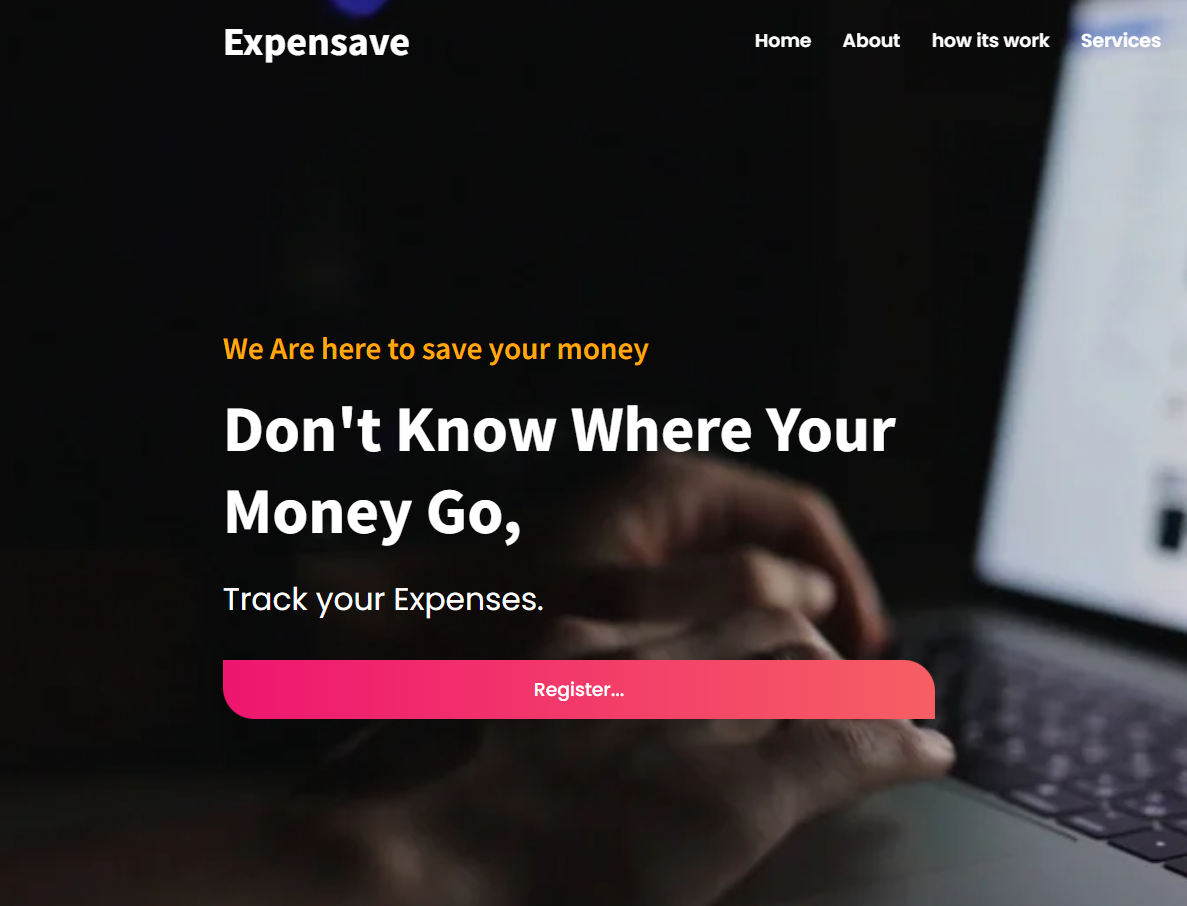 Expensave
Home About how its work Services
We Are here to save your money
Don't Know Where Your
Money Go,
Track your Expenses.
Register...